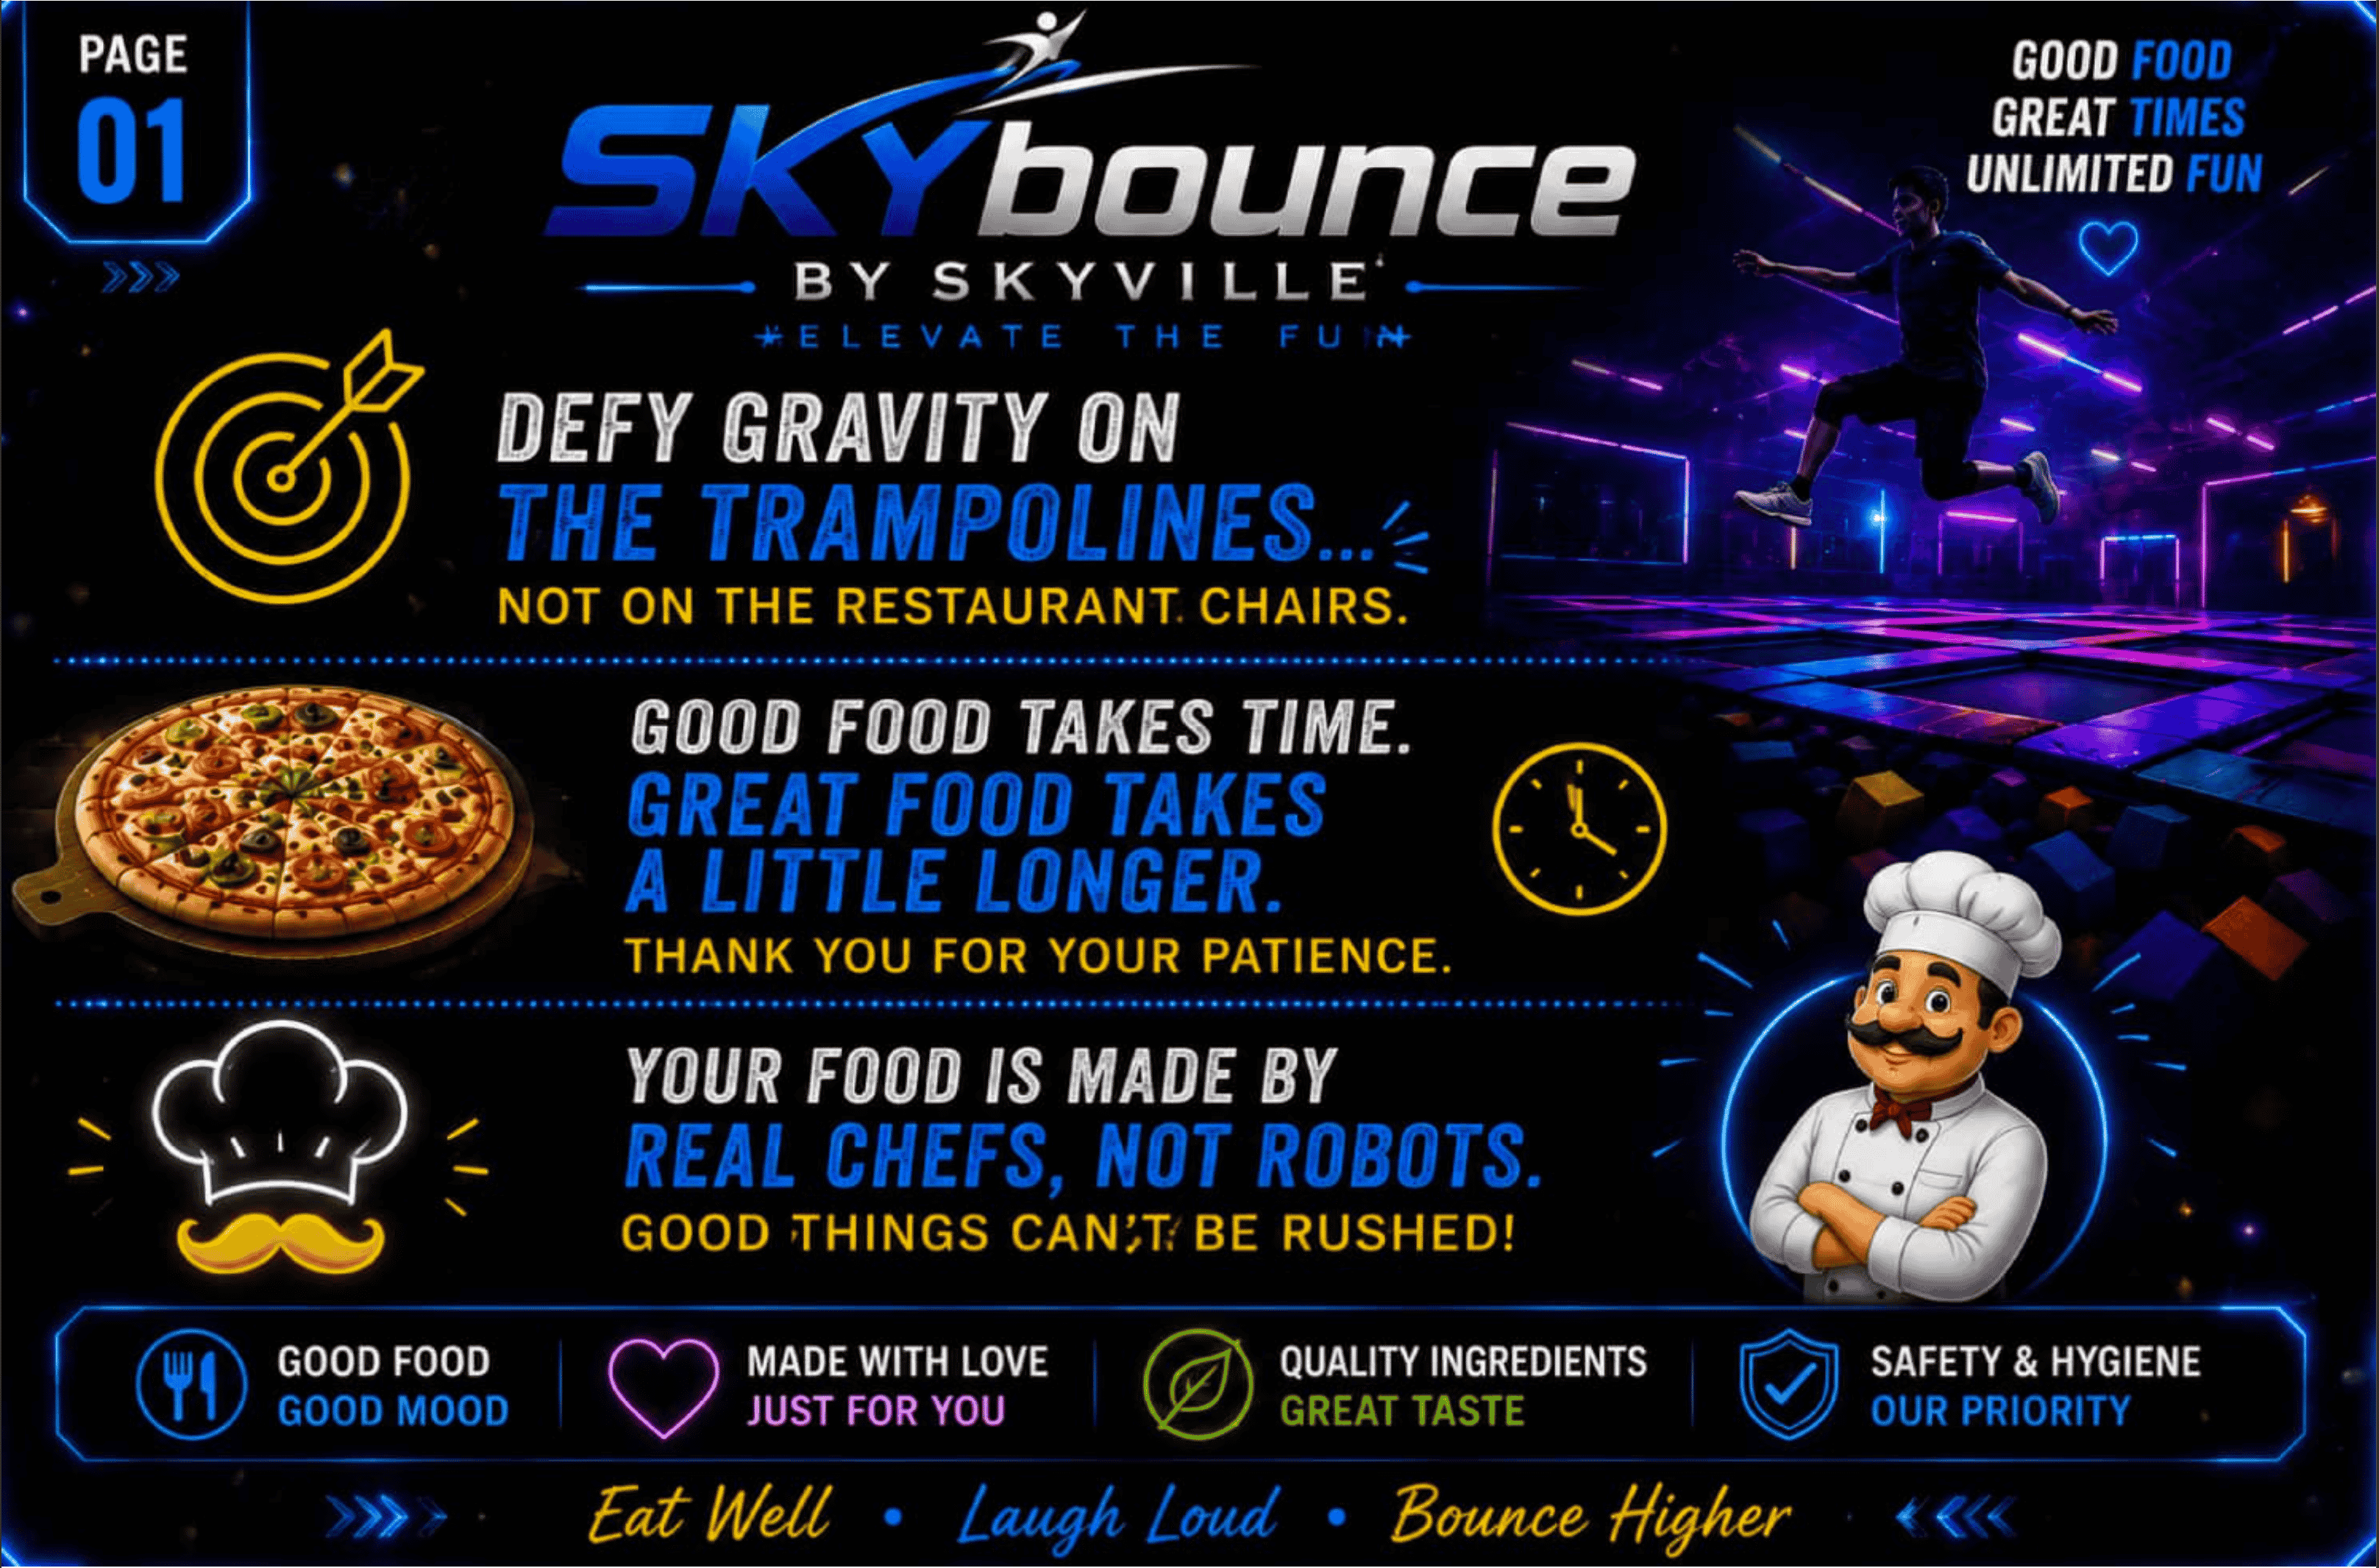 PAGE
01
SKYbounce
BY SKYVILLE
ELEVATE THE FUN
GOOD FOOD
GREAT TIMES
UNLIMITED FUN
DEFY GRAVITY ON
THE TRAMPOLINES...
NOT ON THE RESTAURANT CHAIRS.
GOOD FOOD TAKES TIME.
GREAT FOOD TAKES
A LITTLE LONGER.
THANK YOU FOR YOUR PATIENCE.
YOUR FOOD IS MADE BY
REAL CHEFS, NOT ROBOTS.
GOOD THINGS CAN'T BE RUSHED!
GOOD FOOD
GOOD MOOD
MADE WITH LOVE
JUST FOR YOU
QUALITY INGREDIENTS
GREAT TASTE
SAFETY & HYGIENE
OUR PRIORITY
Eat Well • Laugh Loud • Bounce Higher